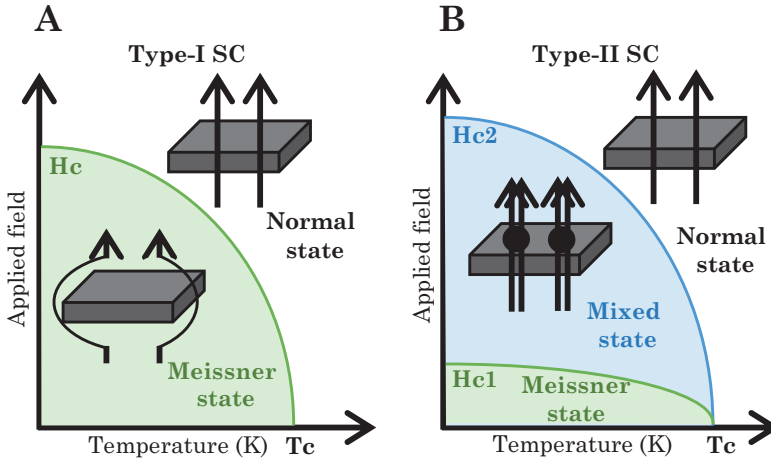 A
Type-I SC
Hc
Applied field
Normal
state
Meissner
state
Temperature (K)
Tc
B
Type-II SC
Hc2
Applied field
Normal
state
Mixed
state
Hc1
Meissner
state
Temperature (K)
Tc